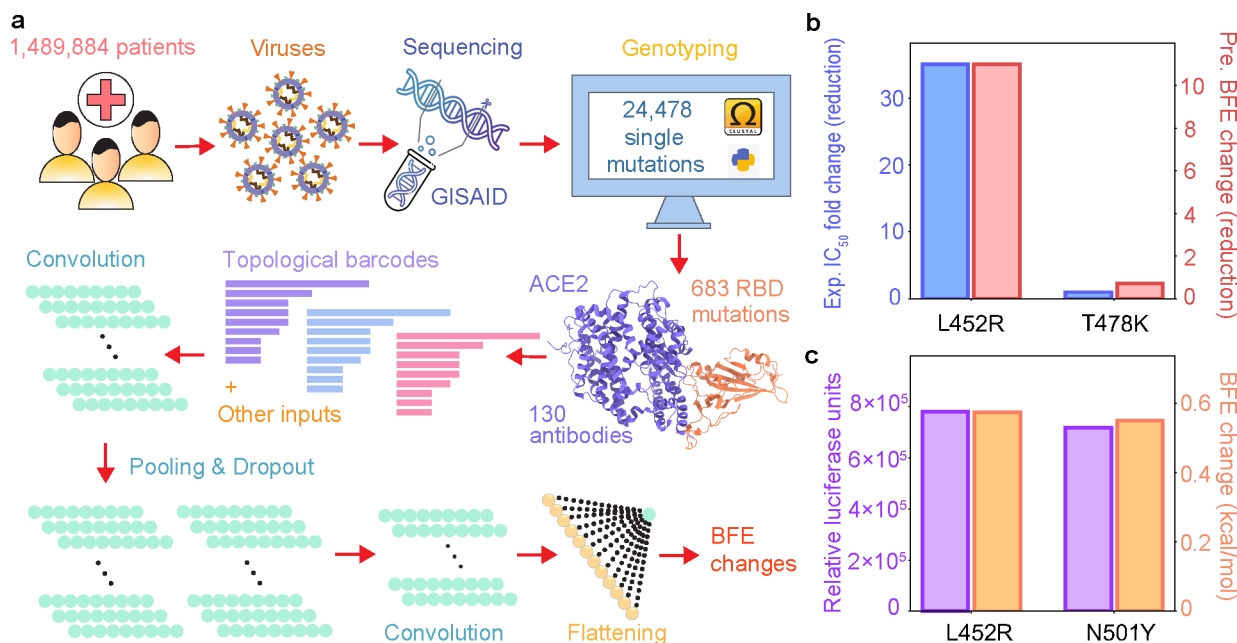 a
1,489,884 patients
Viruses
Sequencing
Genotyping
GISAID
24,478
single
mutations
Ω
CLUSTAL
Convolution
Topological barcodes
ACE2
683 RBD
mutations
+
Other inputs
130
antibodies
Pooling & Dropout
Convolution
Flattening
BFE
changes
b
Exp. IC50 fold change (reduction)
30
20
10
0
Pre. BFE change (reduction)
10
8
6
4
2
0
L452R
T478K
c
Relative luciferase units
8×10⁵
6×10⁵
4×10⁵
2×10⁵
0
BFE change (kcal/mol)
0.6
0.4
0.2
0
L452R
N501Y